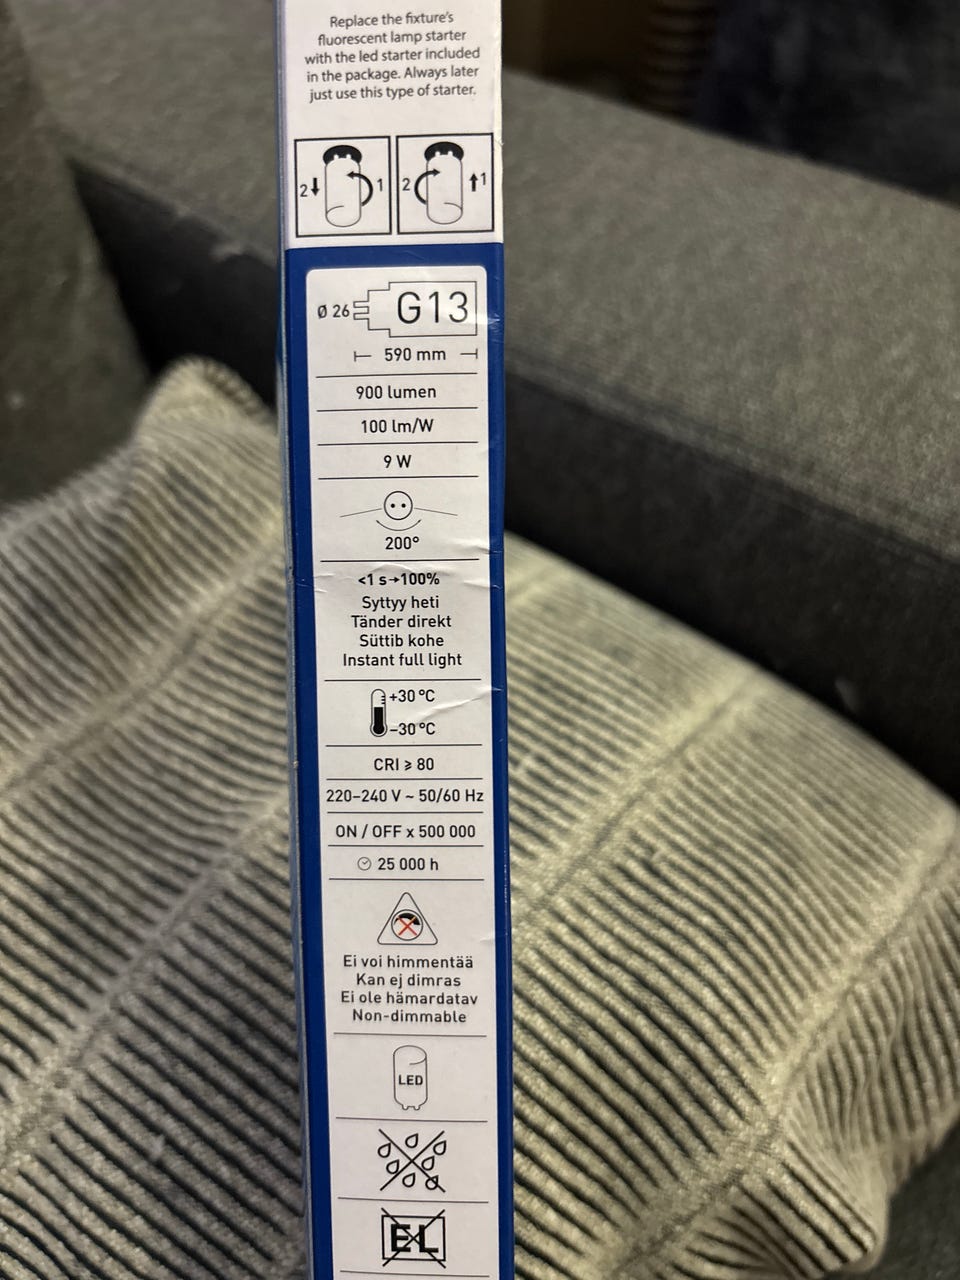 Replace the fixture's
fluorescent lamp starter
with the led starter included
in the package. Always later
just use this type of starter.
2 1 2 1
Ø 26 G13
590 mm
900 lumen
100 lm/W
9 W
200°
<1 s→100%
Syttyy heti
Tänder direkt
Süttib kohe
Instant full light
+30 °C
–30 °C
CRI ⩾ 80
220–240 V ~ 50/60 Hz
ON / OFF x 500 000
25 000 h
Ei voi himmentää
Kan ej dimras
Ei ole hämardatav
Non-dimmable
LED
EL